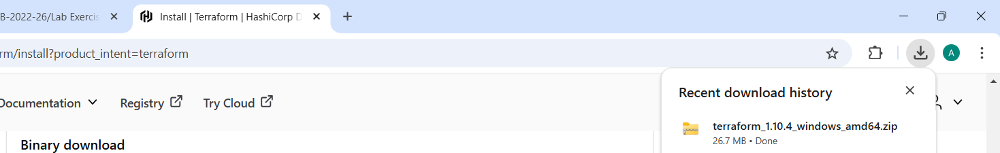 B-2022-26/Lab Exercis
Install | Terraform | HashiCorp D
rm/install?product_intent=terraform
A
Documentation
Registry
Try Cloud
Recent download history
terraform_1.10.4_windows_amd64.zip
26.7 MB • Done
Binary download